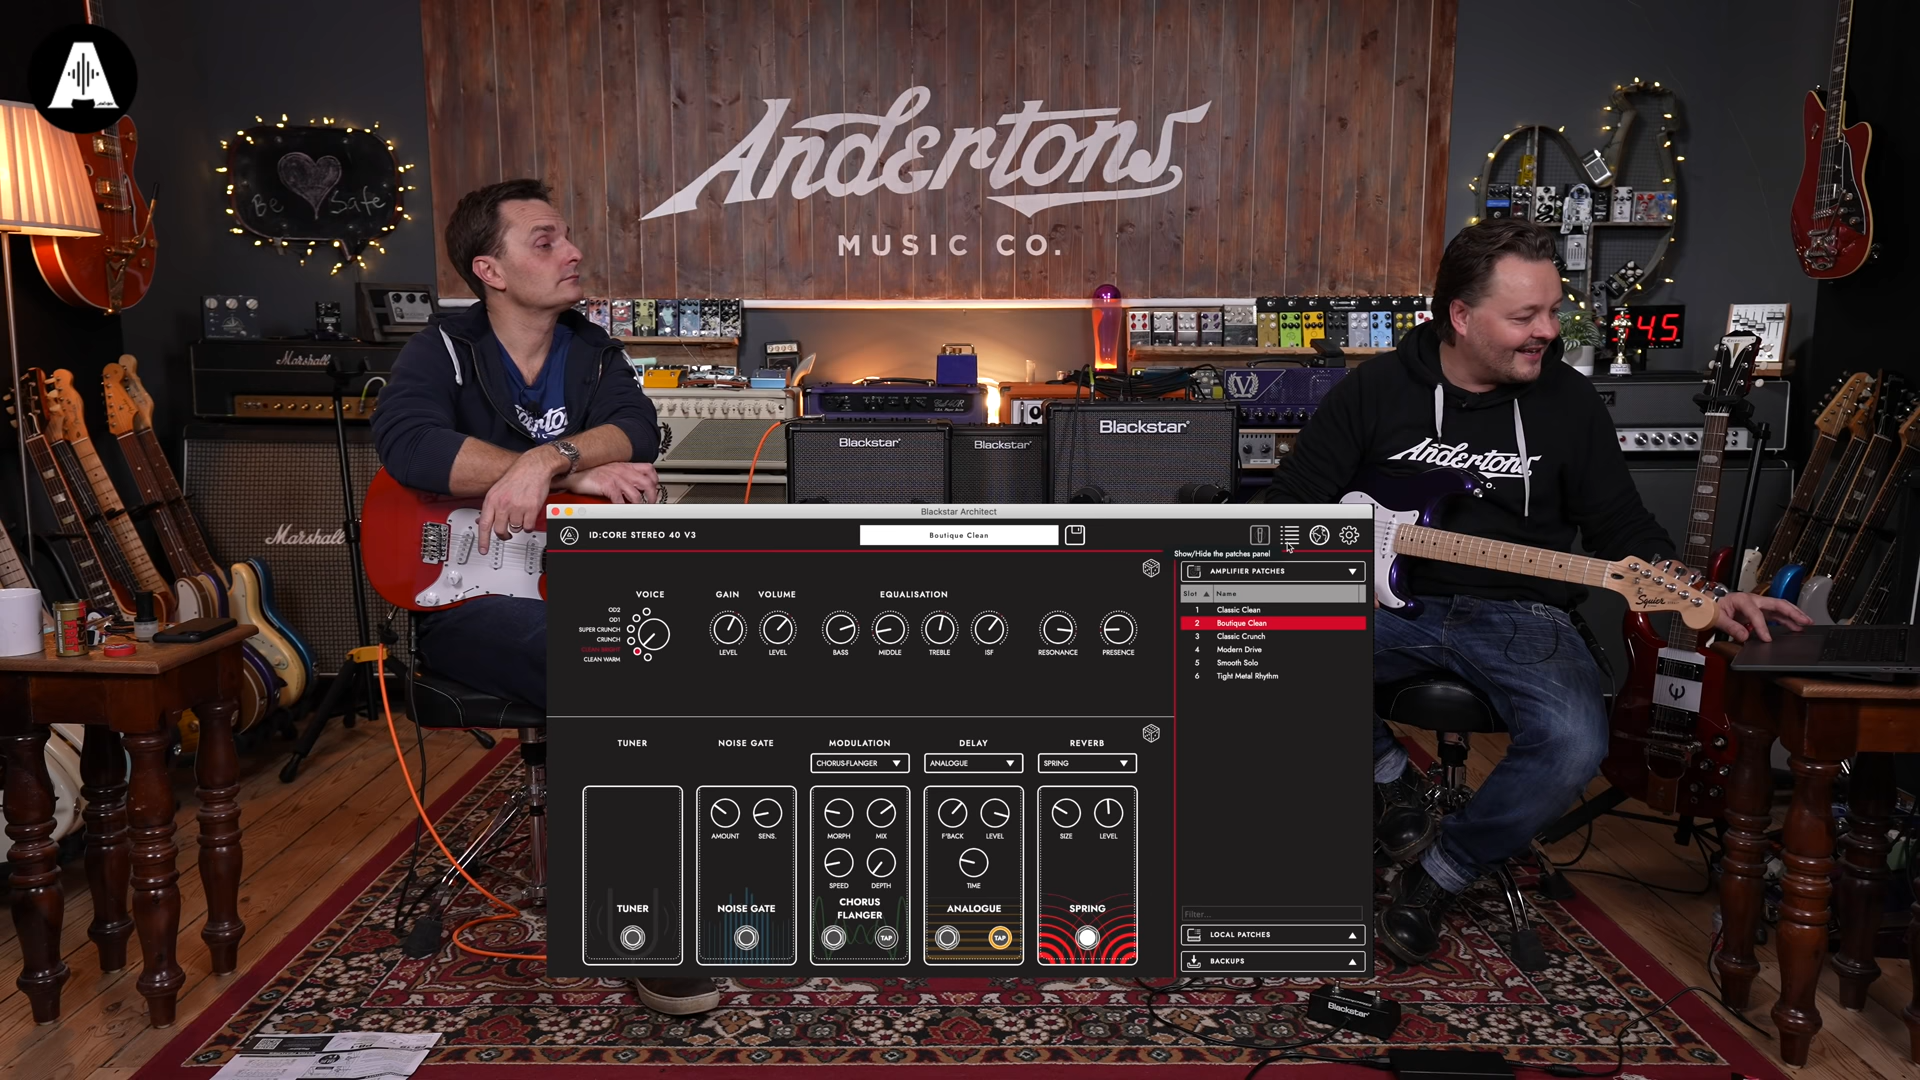 A
Be Safe
Andertons
MUSIC CO.
Marshall
Marshall
45
Blackstar
Blackstar
Blackstar
Andertons
Andertons
Squier
Blackstar Architect
ID:CORE STEREO 40 V3
Boutique Clean
Show/Hide the patches panel
VOICE
OD2
OD1
SUPER CRUNCH
CRUNCH
CLEAN BRIGHT
CLEAN WARM
GAIN
LEVEL
VOLUME
LEVEL
EQUALISATION
BASS
MIDDLE
TREBLE
ISF
RESONANCE
PRESENCE
AMPLIFIER PATCHES
Slot Name
1 Classic Clean
2 Boutique Clean
3 Classic Crunch
4 Modern Drive
5 Smooth Solo
6 Tight Metal Rhythm
Filter...
LOCAL PATCHES
BACKUPS
TUNER
TUNER
NOISE GATE
AMOUNT
SENS.
NOISE GATE
MODULATION
CHORUS-FLANGER
MORPH
MIX
SPEED
DEPTH
CHORUS
FLANGER
TAP
DELAY
ANALOGUE
F'BACK
LEVEL
TIME
ANALOGUE
TAP
REVERB
SPRING
SIZE
LEVEL
SPRING
Blackstar